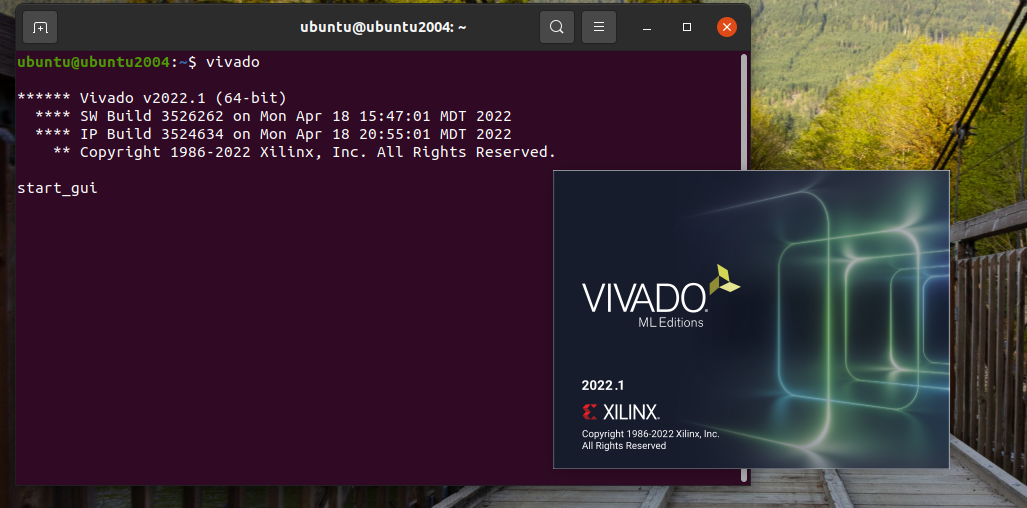 ubuntu@ubuntu2004: ~
ubuntu@ubuntu2004:~$ vivado
****** Vivado v2022.1 (64-bit)
**** SW Build 3526262 on Mon Apr 18 15:47:01 MDT 2022
**** IP Build 3524634 on Mon Apr 18 20:55:01 MDT 2022
** Copyright 1986-2022 Xilinx, Inc. All Rights Reserved.
start_gui
VIVADO
ML Editions
2022.1
XILINX
Copyright 1986-2022 Xilinx, Inc.
All Rights Reserved